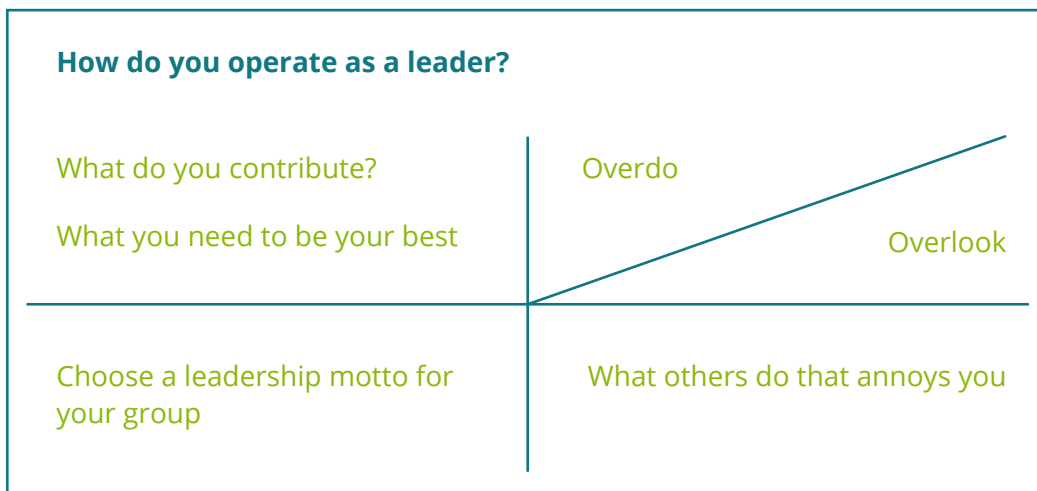 How do you operate as a leader?
What do you contribute?
What you need to be your best
Overdo
Overlook
Choose a leadership motto for
your group
What others do that annoys you